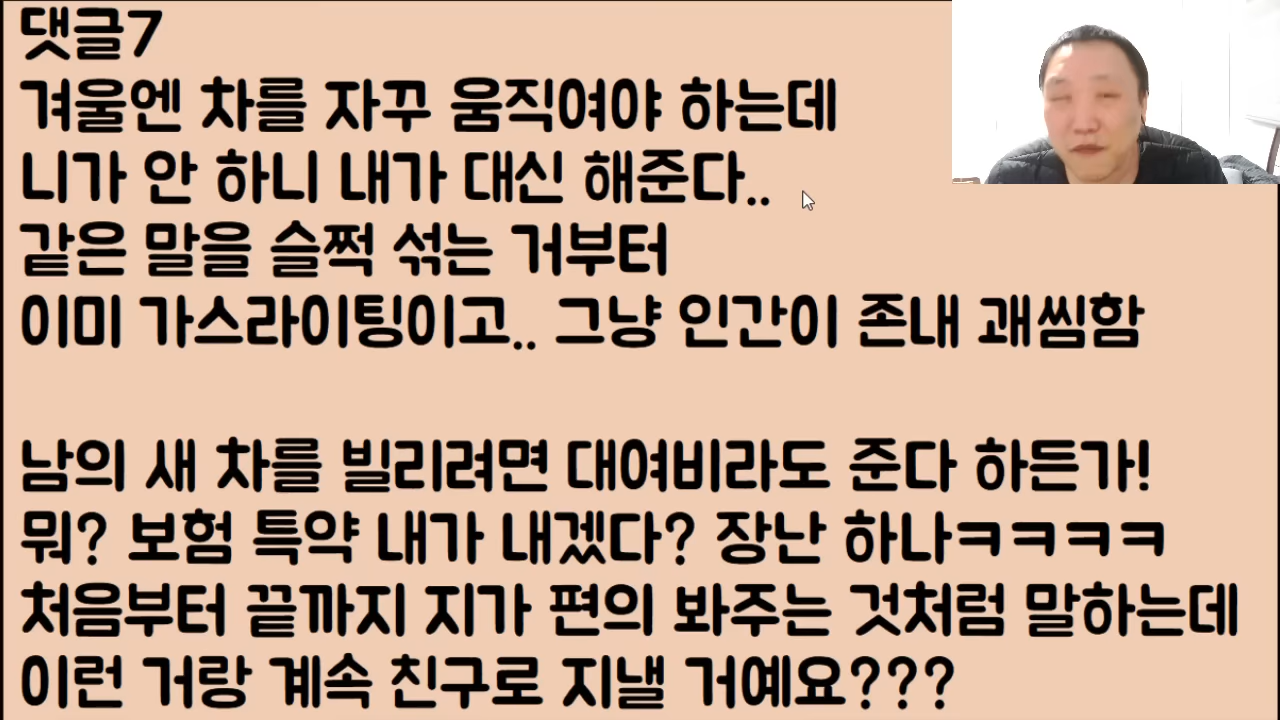 댓글7
겨울엔 차를 자꾸 움직여야 하는데
니가 안 하니 내가 대신 해준다..
같은 말을 슬쩍 섞는 거부터
이미 가스라이팅이고.. 그냥 인간이 존내 괘씸함
남의 새 차를 빌리려면 대여비라도 준다 하든가!
뭐? 보험 특약 내가 내겠다? 장난 하나ㅋㅋㅋㅋ
처음부터 끝까지 지가 편의 봐주는 것처럼 말하는데
이런 거랑 계속 친구로 지낼 거예요???